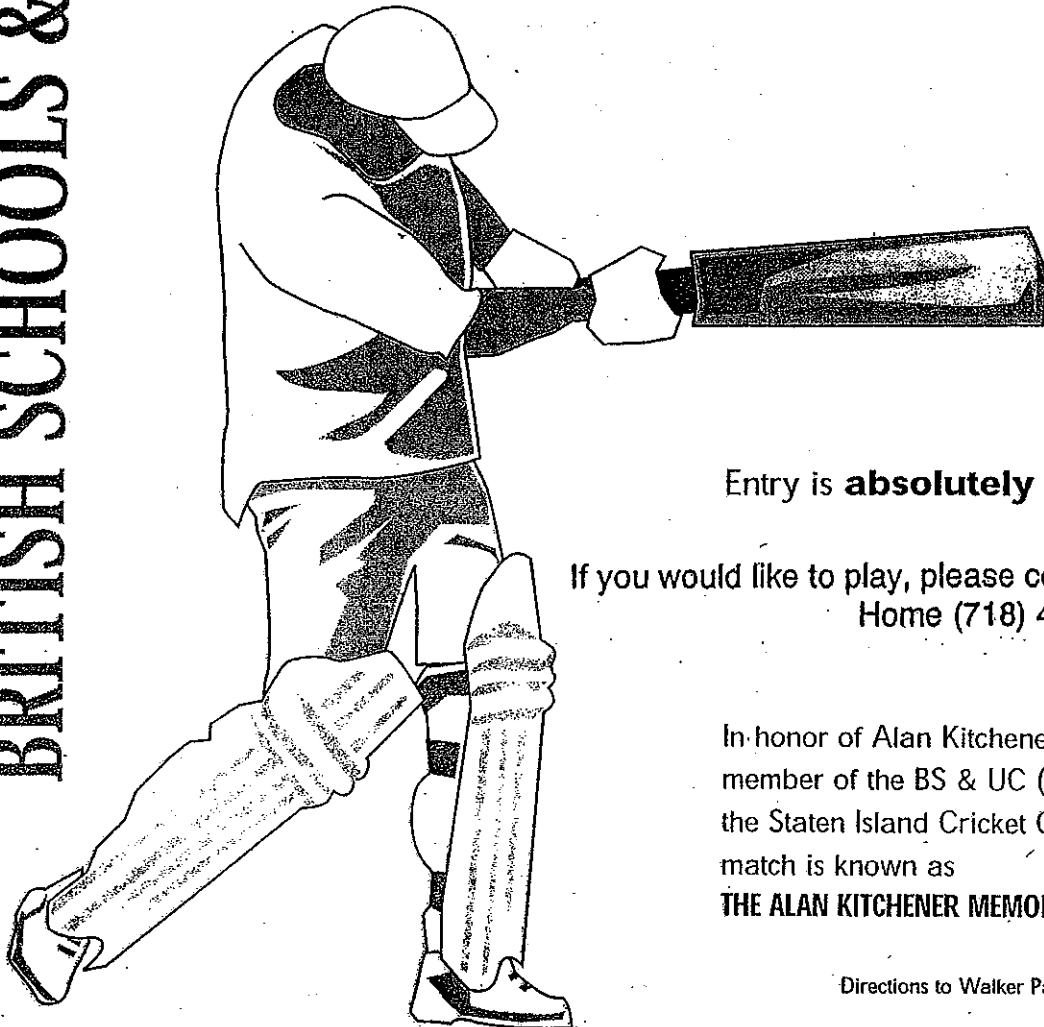 BRITISH SCHOOLS &
Entry is absolutely
If you would like to play, please co
Home (718) 4
In honor of Alan Kitchene
member of the BS & UC (
the Staten Island Cricket C
match is known as
THE ALAN KITCHENER MEMO
Directions to Walker Pa